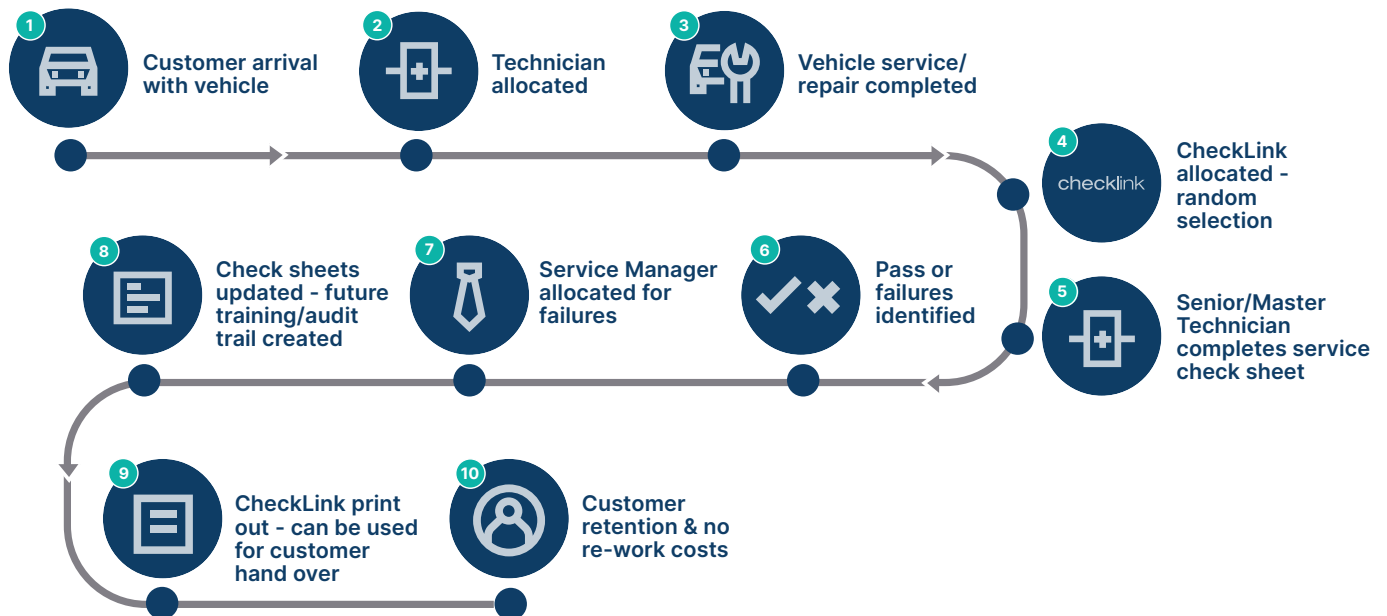 1
Customer arrival
with vehicle
2
Technician
allocated
3
Vehicle service/
repair completed
4
checklink
CheckLink
allocated -
random
selection
5
Senior/Master
Technician
completes service
check sheet
6
Pass or
failures
identified
7
Service Manager
allocated for
failures
8
Check sheets
updated - future
training/audit
trail created
9
CheckLink print
out - can be used
for customer
hand over
10
Customer
retention & no
re-work costs